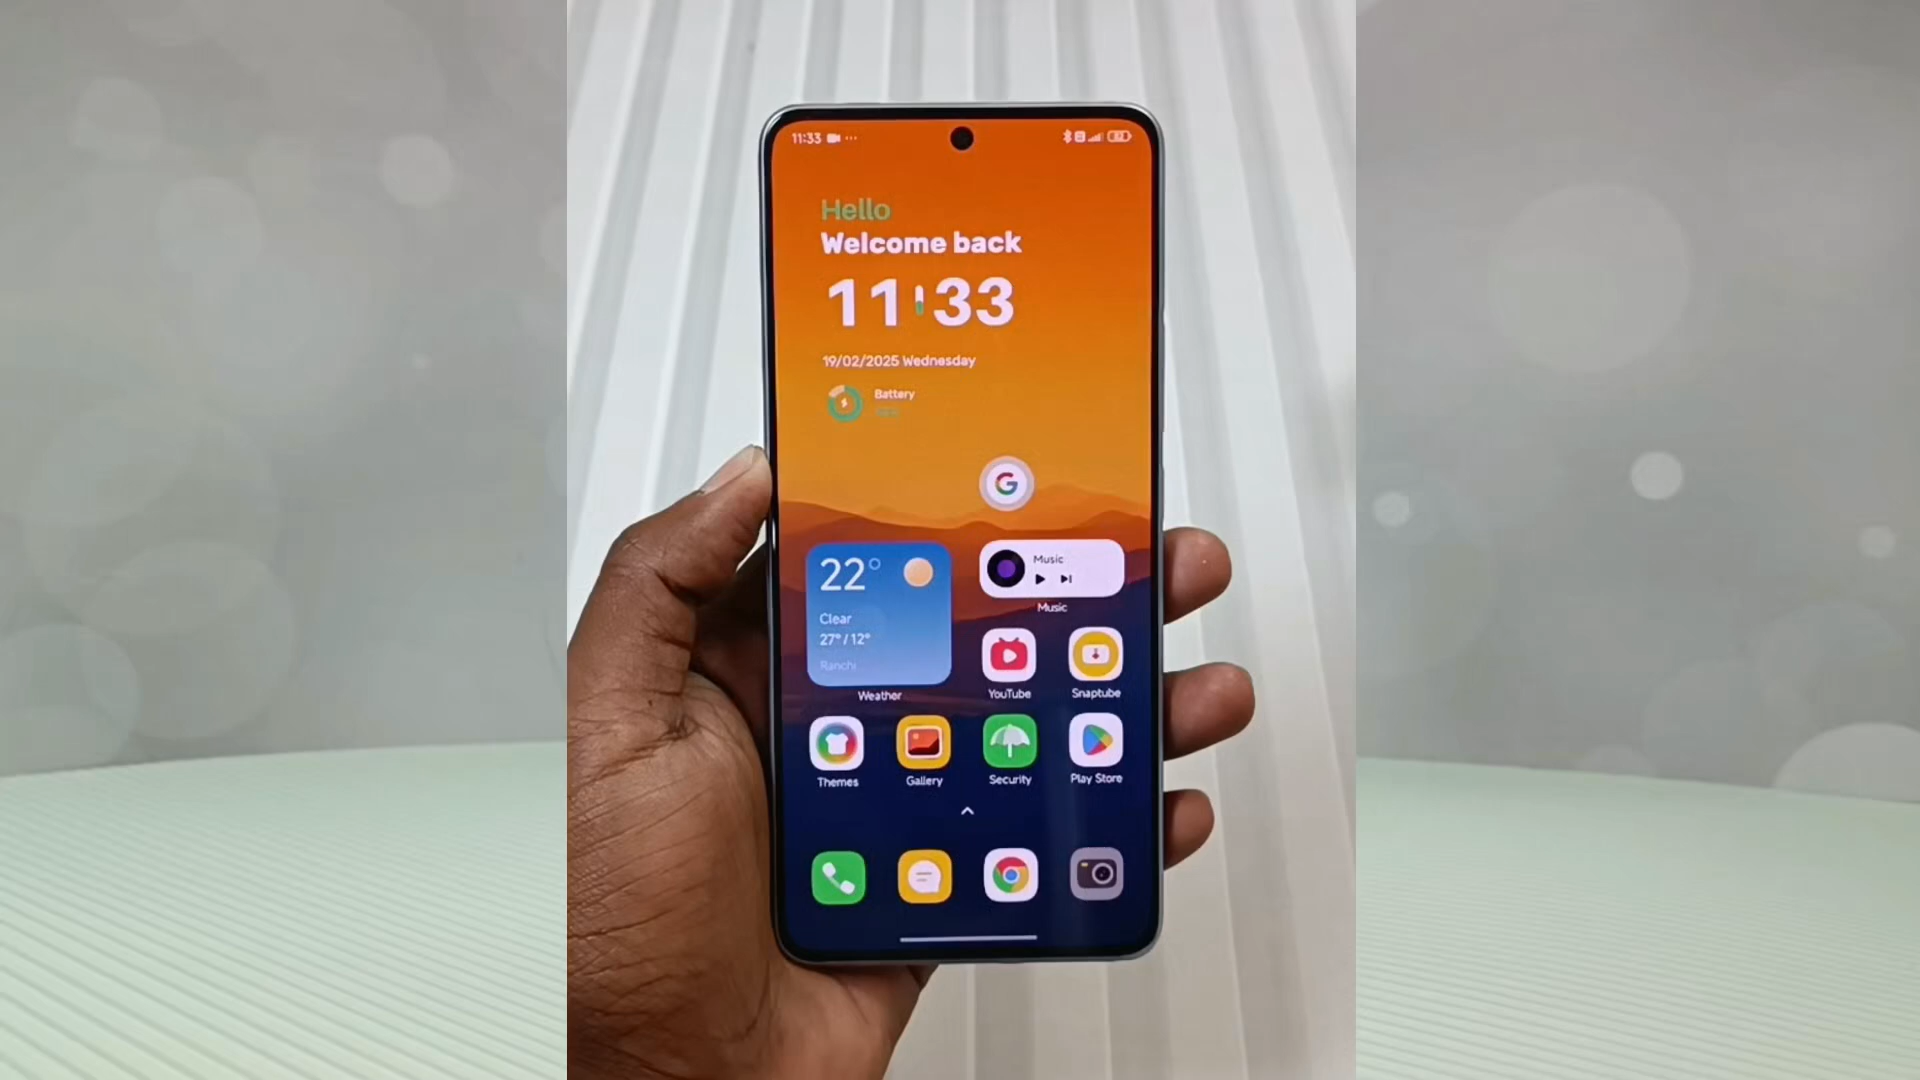 11:33
Hello
Welcome back
11:33
19/02/2025 Wednesday
Battery
22°
Clear
27°/12°
Ranchi
Weather
Music
Music
YouTube
Snaptube
Themes
Gallery
Security
Play Store